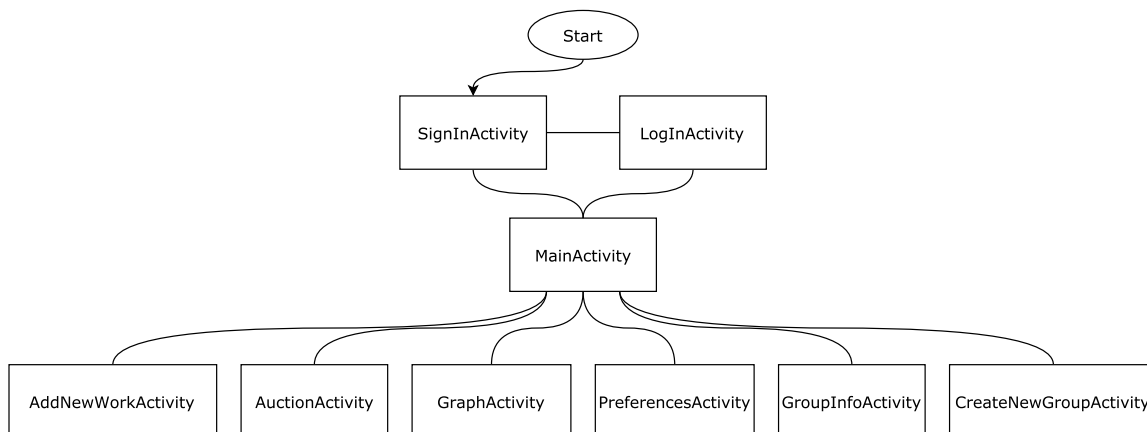 Start
SignInActivity
LogInActivity
MainActivity
AddNewWorkActivity
AuctionActivity
GraphActivity
PreferencesActivity
GroupInfoActivity
CreateNewGroupActivity